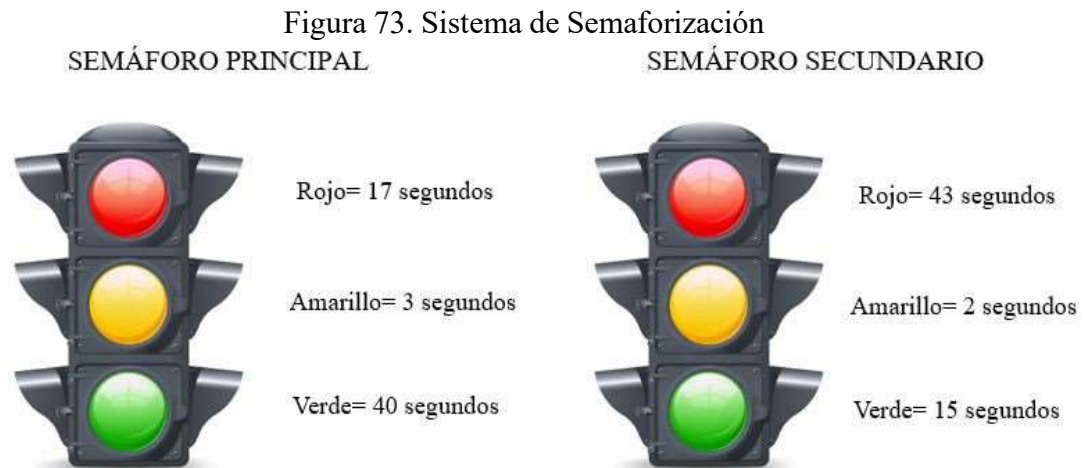 Figura 73. Sistema de Semaforización
SEMÁFORO PRINCIPAL
SEMÁFORO SECUNDARIO
Rojo= 17 segundos
Rojo= 43 segundos
Amarillo= 3 segundos
Amarillo= 2 segundos
Verde= 40 segundos
Verde= 15 segundos